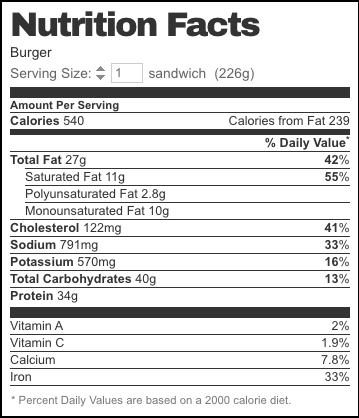 Nutrition Facts
Burger
Serving Size: 1 sandwich (226g)
Amount Per Serving
Calories 540 Calories from Fat 239
% Daily Value*
Total Fat 27g 42%
Saturated Fat 11g 55%
Polyunsaturated Fat 2.8g
Monounsaturated Fat 10g
Cholesterol 122mg 41%
Sodium 791mg 33%
Potassium 570mg 16%
Total Carbohydrates 40g 13%
Protein 34g
Vitamin A 2%
Vitamin C 1.9%
Calcium 7.8%
Iron 33%
* Percent Daily Values are based on a 2000 calorie diet.